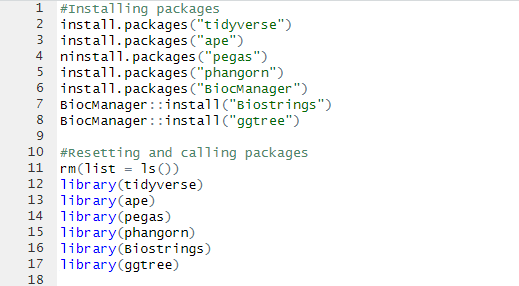 1 #Installing packages
2 install.packages("tidyverse")
3 install.packages("ape")
4 ninstall.packages("pegas")
5 install.packages("phangorn")
6 install.packages("BiocManager")
7 BiocManager::install("Biostrings")
8 BiocManager::install("ggtree")
9
10 #Resetting and calling packages
11 rm(list = ls())
12 library(tidyverse)
13 library(ape)
14 library(pegas)
15 library(phangorn)
16 library(Biostrings)
17 library(ggtree)
18